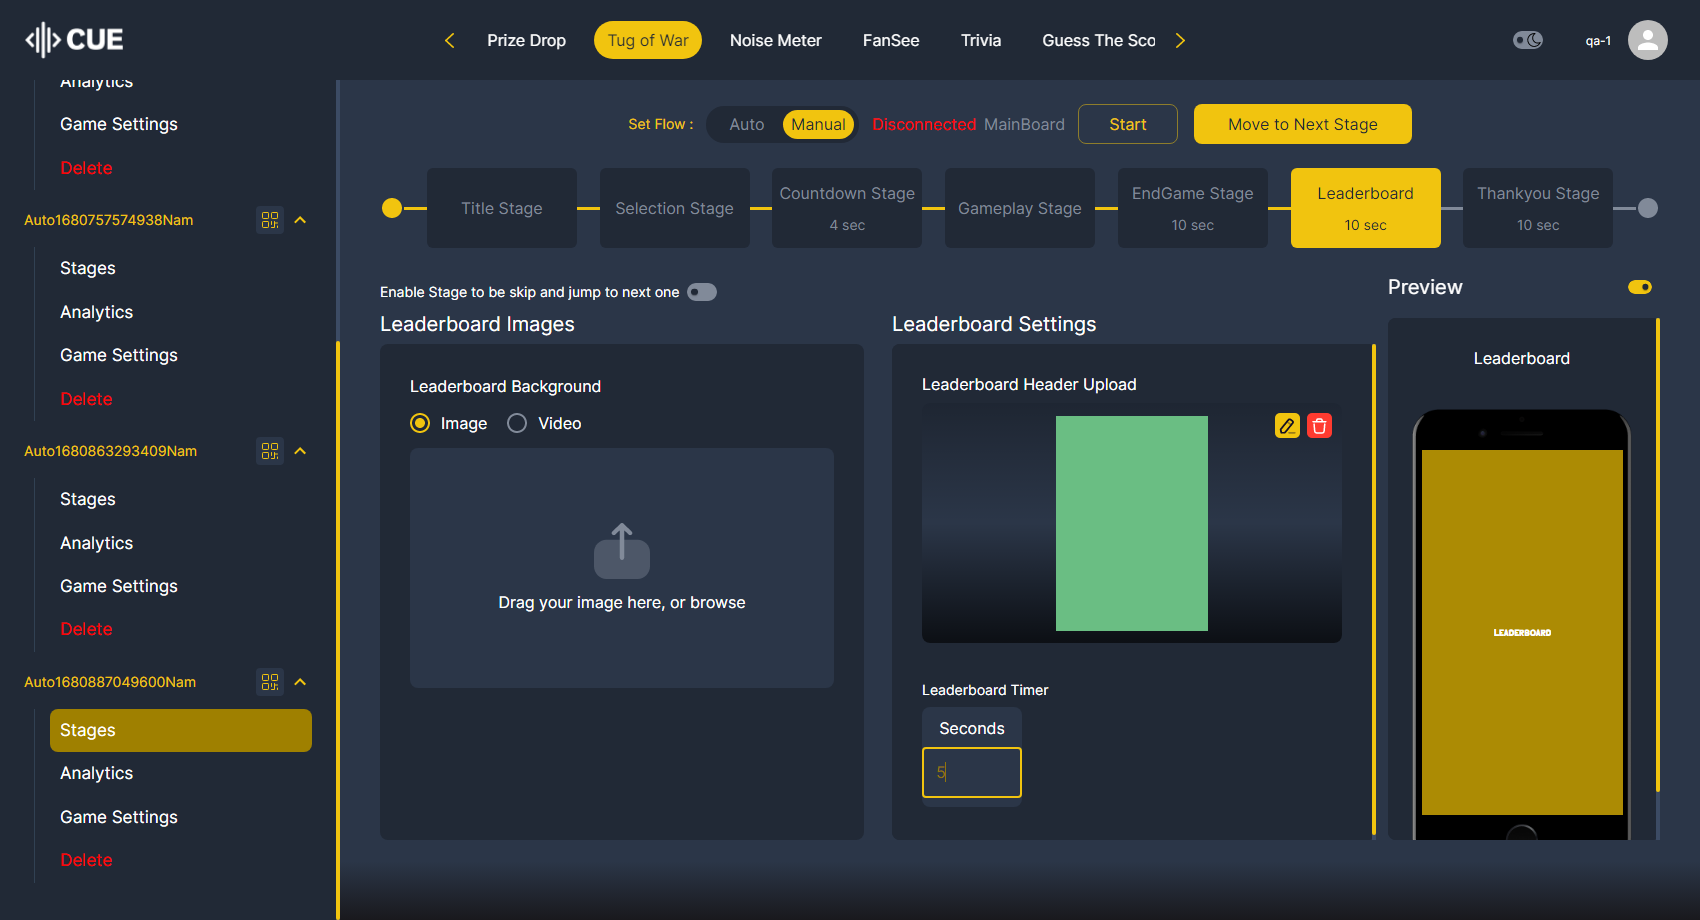 CUE
Prize Drop
Tug of War
Noise Meter
FanSee
Trivia
Guess The Sco
qa-1
Analytics
Game Settings
Delete
Auto1680757574938Nam
Stages
Analytics
Game Settings
Delete
Auto1680863293409Nam
Stages
Analytics
Game Settings
Delete
Auto1680887049600Nam
Stages
Analytics
Game Settings
Delete
Set Flow :
Auto
Manual
Disconnected MainBoard
Start
Move to Next Stage
Title Stage
Selection Stage
Countdown Stage
4 sec
Gameplay Stage
EndGame Stage
10 sec
Leaderboard
10 sec
Thankyou Stage
10 sec
Enable Stage to be skip and jump to next one
Leaderboard Images
Leaderboard Background
Image
Video
Drag your image here, or browse
Leaderboard Settings
Leaderboard Header Upload
Leaderboard Timer
Seconds
5
Preview
Leaderboard
LEADERBOARD